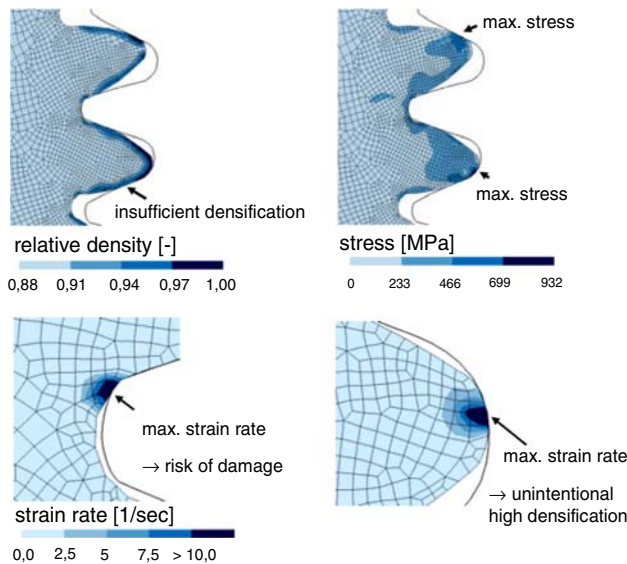 max. stress
insufficient densification
max. stress
relative density [-]
0,88 0,91 0,94 0,97 1,00
stress [MPa]
0 233 466 699 932
max. strain rate
→ risk of damage
max. strain rate
→ unintentional
high densification
strain rate [1/sec]
0,0 2,5 5 7,5 > 10,0